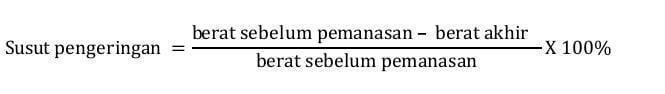 berat sebelum pemanasan – berat akhir
Susut pengeringan = X 100%
berat sebelum pemanasan